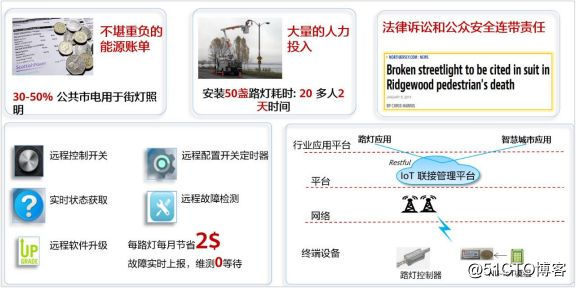 不堪重负的
能源账单
30-50% 公共市电用于街灯照
明
大量的人力
投入
安装50盏路灯耗时: 20 多人2
天时间
法律诉讼和公众安全连带责任
NORTHJERSEY.COM : NEWS
Broken streetlight to be cited in suit in
Ridgewood pedestrian's death
BY CHRIS HARRIS
远程控制开关
远程配置开关定时器
实时状态获取
远程故障检测
UP
GRADE
远程软件升级
每路灯每月节省2$
故障实时上报，维测0等待
行业应用平台
路灯应用
智慧城市应用
Restful
IoT 联接管理平台
平台
网络
终端设备
路灯控制器
@51CTO博客